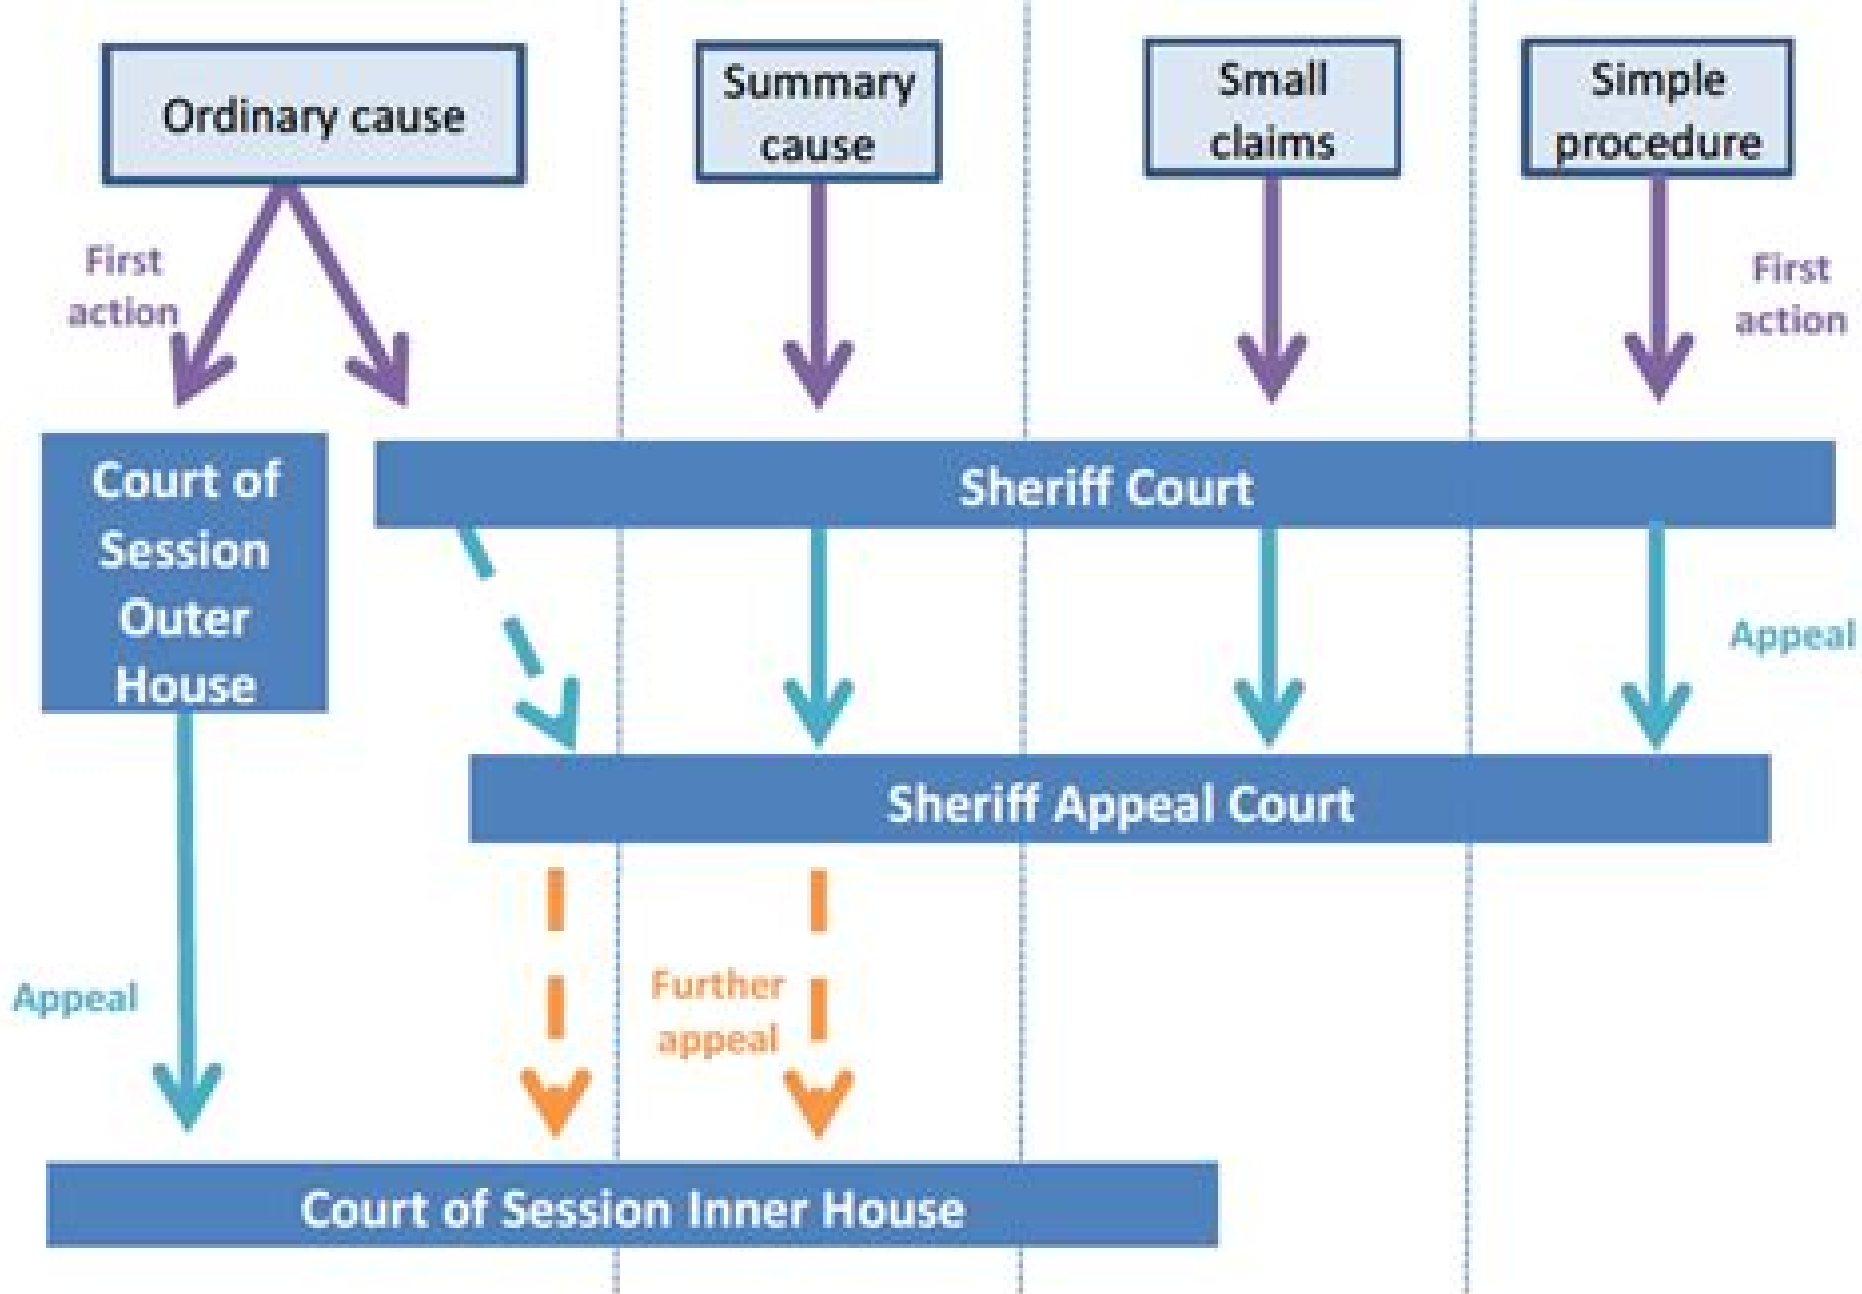 Ordinary cause
Summary
cause
Small
claims
Simple
procedure
First
action
First
action
Court of
Session
Outer
House
Sheriff Court
Appeal
Sheriff Appeal Court
Appeal
Further
appeal
Court of Session Inner House